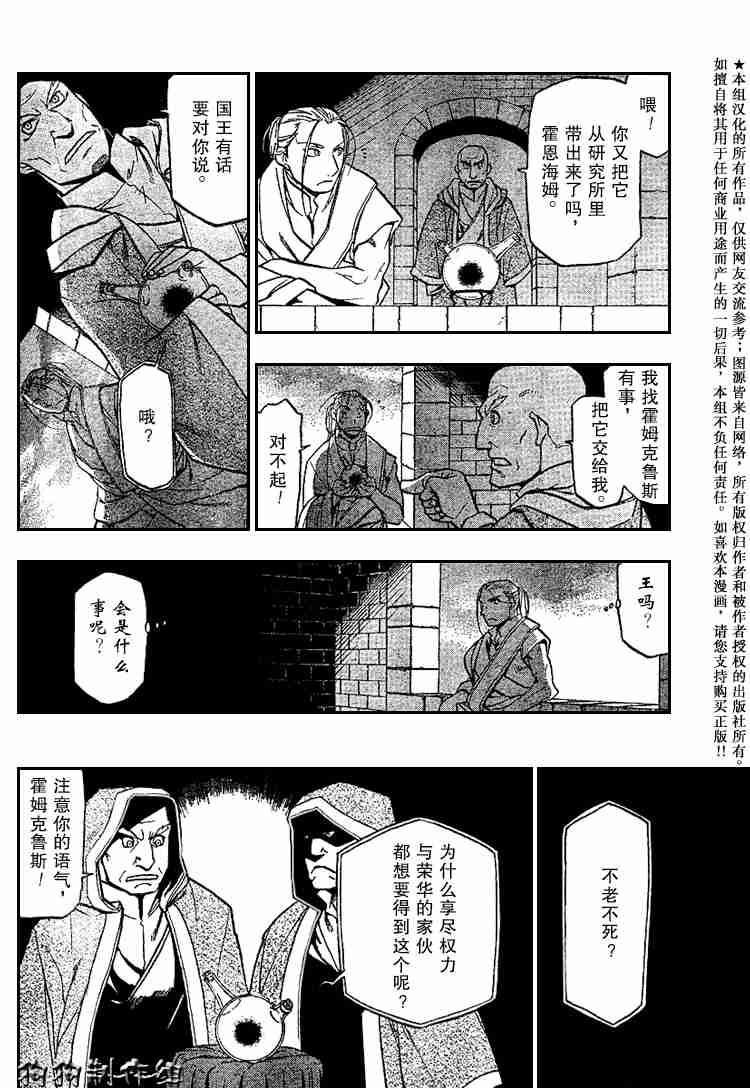 喂！
你又把它
从研究所里
带出来了吗，
霍恩海姆。
国王有话
要对你说。
哦？
我找霍姆克鲁斯
有事，
把它交给我。
对不起！
王吗？
会是什么
事呢？
不老不死？
为什么享尽权力
与荣华的家伙
都想要得到这个呢？
注意你的语气，
霍姆克鲁斯！
★本组汉化的所有作品，仅供网友交流参考；图源皆来自网络，所有版权归作者和被作者授权的出版社所有。
如擅自将其用于任何商业用途而产生的一切后果，本组不负任何责任。如喜欢本漫画，请您支持购买正版!!
狗狗制作组